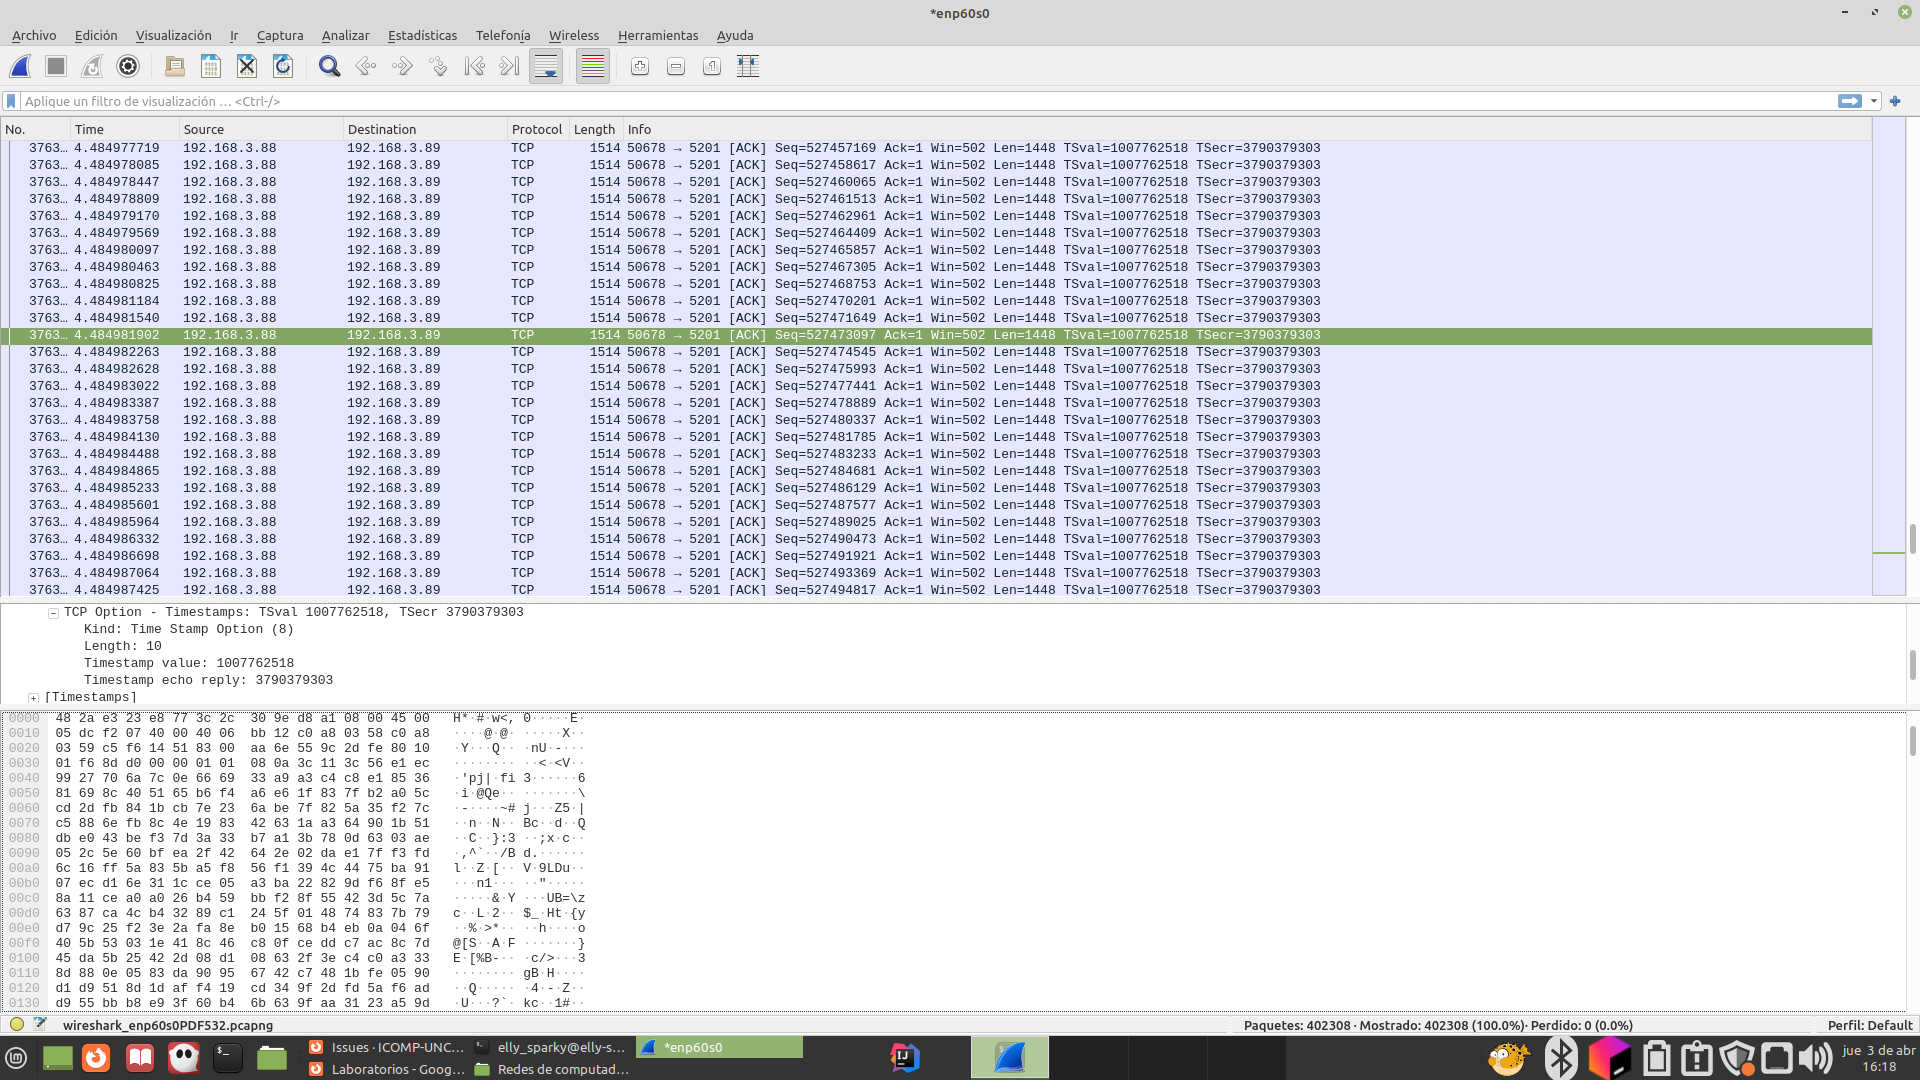 *enp60s0
Archivo Edición Visualización Ir Captura Analizar Estadísticas Telefonía Wireless Herramientas Ayuda
Aplique un filtro de visualización … <Ctrl-/>
No. Time Source Destination Protocol Length Info
3763… 4.484977719 192.168.3.88 192.168.3.89 TCP 1514 50678 → 5201 [ACK] Seq=527457169 Ack=1 Win=502 Len=1448 TSval=1007762518 TSecr=3790379303
3763… 4.484978085 192.168.3.88 192.168.3.89 TCP 1514 50678 → 5201 [ACK] Seq=527458617 Ack=1 Win=502 Len=1448 TSval=1007762518 TSecr=3790379303
3763… 4.484978447 192.168.3.88 192.168.3.89 TCP 1514 50678 → 5201 [ACK] Seq=527460065 Ack=1 Win=502 Len=1448 TSval=1007762518 TSecr=3790379303
3763… 4.484978809 192.168.3.88 192.168.3.89 TCP 1514 50678 → 5201 [ACK] Seq=527461513 Ack=1 Win=502 Len=1448 TSval=1007762518 TSecr=3790379303
3763… 4.484979170 192.168.3.88 192.168.3.89 TCP 1514 50678 → 5201 [ACK] Seq=527462961 Ack=1 Win=502 Len=1448 TSval=1007762518 TSecr=3790379303
3763… 4.484979569 192.168.3.88 192.168.3.89 TCP 1514 50678 → 5201 [ACK] Seq=527464409 Ack=1 Win=502 Len=1448 TSval=1007762518 TSecr=3790379303
3763… 4.484980097 192.168.3.88 192.168.3.89 TCP 1514 50678 → 5201 [ACK] Seq=527465857 Ack=1 Win=502 Len=1448 TSval=1007762518 TSecr=3790379303
3763… 4.484980463 192.168.3.88 192.168.3.89 TCP 1514 50678 → 5201 [ACK] Seq=527467305 Ack=1 Win=502 Len=1448 TSval=1007762518 TSecr=3790379303
3763… 4.484980825 192.168.3.88 192.168.3.89 TCP 1514 50678 → 5201 [ACK] Seq=527468753 Ack=1 Win=502 Len=1448 TSval=1007762518 TSecr=3790379303
3763… 4.484981184 192.168.3.88 192.168.3.89 TCP 1514 50678 → 5201 [ACK] Seq=527470201 Ack=1 Win=502 Len=1448 TSval=1007762518 TSecr=3790379303
3763… 4.484981540 192.168.3.88 192.168.3.89 TCP 1514 50678 → 5201 [ACK] Seq=527471649 Ack=1 Win=502 Len=1448 TSval=1007762518 TSecr=3790379303
3763… 4.484981902 192.168.3.88 192.168.3.89 TCP 1514 50678 → 5201 [ACK] Seq=527473097 Ack=1 Win=502 Len=1448 TSval=1007762518 TSecr=3790379303
3763… 4.484982263 192.168.3.88 192.168.3.89 TCP 1514 50678 → 5201 [ACK] Seq=527474545 Ack=1 Win=502 Len=1448 TSval=1007762518 TSecr=3790379303
3763… 4.484982628 192.168.3.88 192.168.3.89 TCP 1514 50678 → 5201 [ACK] Seq=527475993 Ack=1 Win=502 Len=1448 TSval=1007762518 TSecr=3790379303
3763… 4.484983022 192.168.3.88 192.168.3.89 TCP 1514 50678 → 5201 [ACK] Seq=527477441 Ack=1 Win=502 Len=1448 TSval=1007762518 TSecr=3790379303
3763… 4.484983387 192.168.3.88 192.168.3.89 TCP 1514 50678 → 5201 [ACK] Seq=527478889 Ack=1 Win=502 Len=1448 TSval=1007762518 TSecr=3790379303
3763… 4.484983758 192.168.3.88 192.168.3.89 TCP 1514 50678 → 5201 [ACK] Seq=527480337 Ack=1 Win=502 Len=1448 TSval=1007762518 TSecr=3790379303
3763… 4.484984130 192.168.3.88 192.168.3.89 TCP 1514 50678 → 5201 [ACK] Seq=527481785 Ack=1 Win=502 Len=1448 TSval=1007762518 TSecr=3790379303
3763… 4.484984488 192.168.3.88 192.168.3.89 TCP 1514 50678 → 5201 [ACK] Seq=527483233 Ack=1 Win=502 Len=1448 TSval=1007762518 TSecr=3790379303
3763… 4.484984865 192.168.3.88 192.168.3.89 TCP 1514 50678 → 5201 [ACK] Seq=527484681 Ack=1 Win=502 Len=1448 TSval=1007762518 TSecr=3790379303
3763… 4.484985233 192.168.3.88 192.168.3.89 TCP 1514 50678 → 5201 [ACK] Seq=527486129 Ack=1 Win=502 Len=1448 TSval=1007762518 TSecr=3790379303
3763… 4.484985601 192.168.3.88 192.168.3.89 TCP 1514 50678 → 5201 [ACK] Seq=527487577 Ack=1 Win=502 Len=1448 TSval=1007762518 TSecr=3790379303
3763… 4.484985964 192.168.3.88 192.168.3.89 TCP 1514 50678 → 5201 [ACK] Seq=527489025 Ack=1 Win=502 Len=1448 TSval=1007762518 TSecr=3790379303
3763… 4.484986332 192.168.3.88 192.168.3.89 TCP 1514 50678 → 5201 [ACK] Seq=527490473 Ack=1 Win=502 Len=1448 TSval=1007762518 TSecr=3790379303
3763… 4.484986698 192.168.3.88 192.168.3.89 TCP 1514 50678 → 5201 [ACK] Seq=527491921 Ack=1 Win=502 Len=1448 TSval=1007762518 TSecr=3790379303
3763… 4.484987064 192.168.3.88 192.168.3.89 TCP 1514 50678 → 5201 [ACK] Seq=527493369 Ack=1 Win=502 Len=1448 TSval=1007762518 TSecr=3790379303
3763… 4.484987425 192.168.3.88 192.168.3.89 TCP 1514 50678 → 5201 [ACK] Seq=527494817 Ack=1 Win=502 Len=1448 TSval=1007762518 TSecr=3790379303
TCP Option - Timestamps: TSval 1007762518, TSecr 3790379303
Kind: Time Stamp Option (8)
Length: 10
Timestamp value: 1007762518
Timestamp echo reply: 3790379303
[Timestamps]
0000 48 2a e3 23 e8 77 3c 2c 30 9e d8 a1 08 00 45 00 H*·#·w<, 0·····E·
0010 05 dc f2 07 40 00 40 06 bb 12 c0 a8 03 58 c0 a8 ····@·@· ·····X··
0020 03 59 c5 f6 14 51 83 00 aa 6e 55 9c 2d fe 80 10 ·Y···Q·· ·nU·-···
0030 01 f6 8d d0 00 00 01 01 08 0a 3c 11 3c 56 e1 ec ········ ··<·<V··
0040 99 27 70 6a 7c 0e 66 69 33 a9 a3 c4 c8 e1 85 36 ·'pj|·fi 3······6
0050 81 69 8c 40 51 65 b6 f4 a6 e6 1f 83 7f b2 a0 5c ·i·@Qe·· ·······\
0060 cd 2d fb 84 1b cb 7e 23 6a be 7f 82 5a 35 f2 7c ·-····~# j···Z5·|
0070 c5 88 6e fb 8c 4e 19 83 42 63 1a a3 64 90 1b 51 ··n··N·· Bc··d··Q
0080 db e0 43 be f3 7d 3a 33 b7 a1 3b 78 0d 63 03 ae ··C··}:3 ··;x·c··
0090 05 2c 5e 60 bf ea 2f 42 64 2e 02 da e1 7f f3 fd ·,^`··/B d.······
00a0 6c 16 ff 5a 83 5b a5 f8 56 f1 39 4c 44 75 ba 91 l··Z·[·· V·9LDu··
00b0 07 ec d1 6e 31 1c ce 05 a3 ba 22 82 9d f6 8f e5 ···n1··· ··"·····
00c0 8a 11 ce a0 a0 26 b4 59 bb f2 8f 55 42 3d 5c 7a ·····&·Y ···UB=\z
00d0 63 87 ca 4c b4 32 89 c1 24 5f 01 48 74 83 7b 79 c··L·2·· $_·Ht·{y
00e0 d7 9c 25 f2 3e 2a fa 8e b0 15 68 b4 eb 0a 04 6f ··%·>*·· ··h····o
00f0 40 5b 53 03 1e 41 8c 46 c8 0f ce dd c7 ac 8c 7d @[S··A·F ·······}
0100 45 da 5b 25 42 2d 08 d1 08 63 2f 3e c4 c0 a3 33 E·[%B-·· ·c/>···3
0110 8d 88 0e 05 83 da 90 95 67 42 c7 48 1b fe 05 90 ········ gB·H····
0120 d1 d9 51 8d 1d af f4 19 cd 34 9f 2d fd 5a f6 ad ··Q····· ·4·-·Z··
0130 d9 55 bb b8 e9 3f 60 b4 6b 63 9f aa 31 23 a5 9d ·U···?`· kc··1#··
wireshark_enp60s0PDF532.pcapng Paquetes: 402308 · Mostrado: 402308 (100.0%) · Perdido: 0 (0.0%) Perfil: Default
Issues · ICOMP-UNC... elly_sparky@elly-s... *enp60s0
Laboratorios - Goog... Redes de computad...
jue 3 de abr
16:18